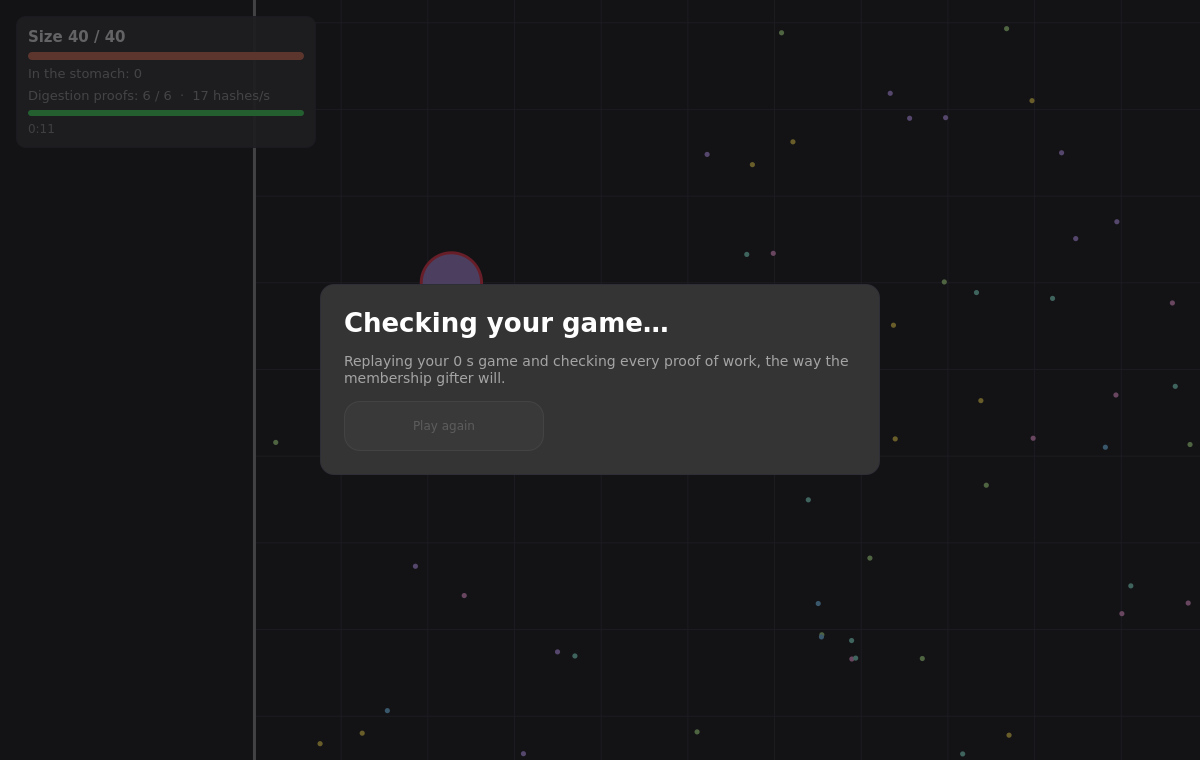 Size 40 / 40
In the stomach: 0
Digestion proofs: 6 / 6 · 17 hashes/s
0:11
Checking your game…
Replaying your 0 s game and checking every proof of work, the way the
membership gifter will.
Play again